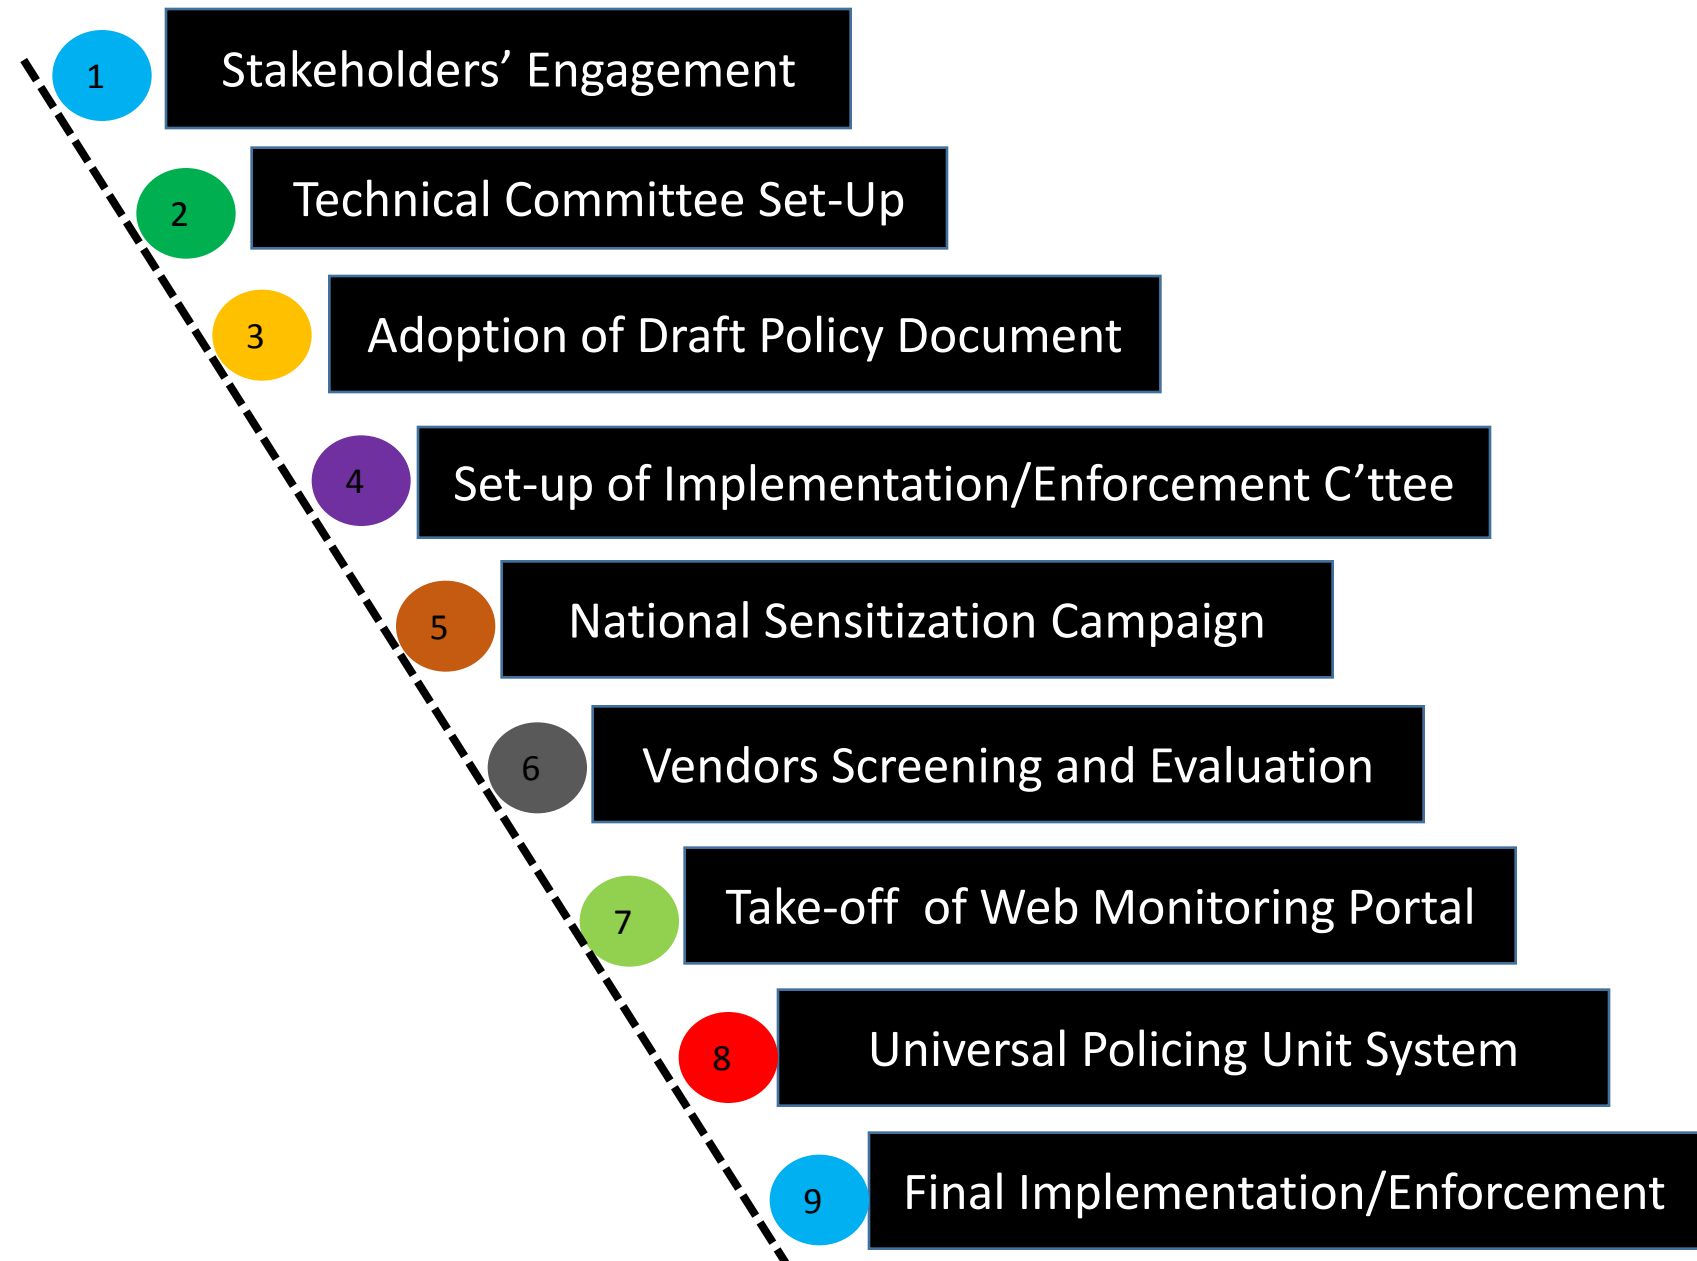 1
Stakeholders’ Engagement
2
Technical Committee Set-Up
3
Adoption of Draft Policy Document
4
Set-up of Implementation/Enforcement C’ttee
5
National Sensitization Campaign
6
Vendors Screening and Evaluation
7
Take-off  of Web Monitoring Portal
8
Universal Policing Unit System
9
Final Implementation/Enforcement